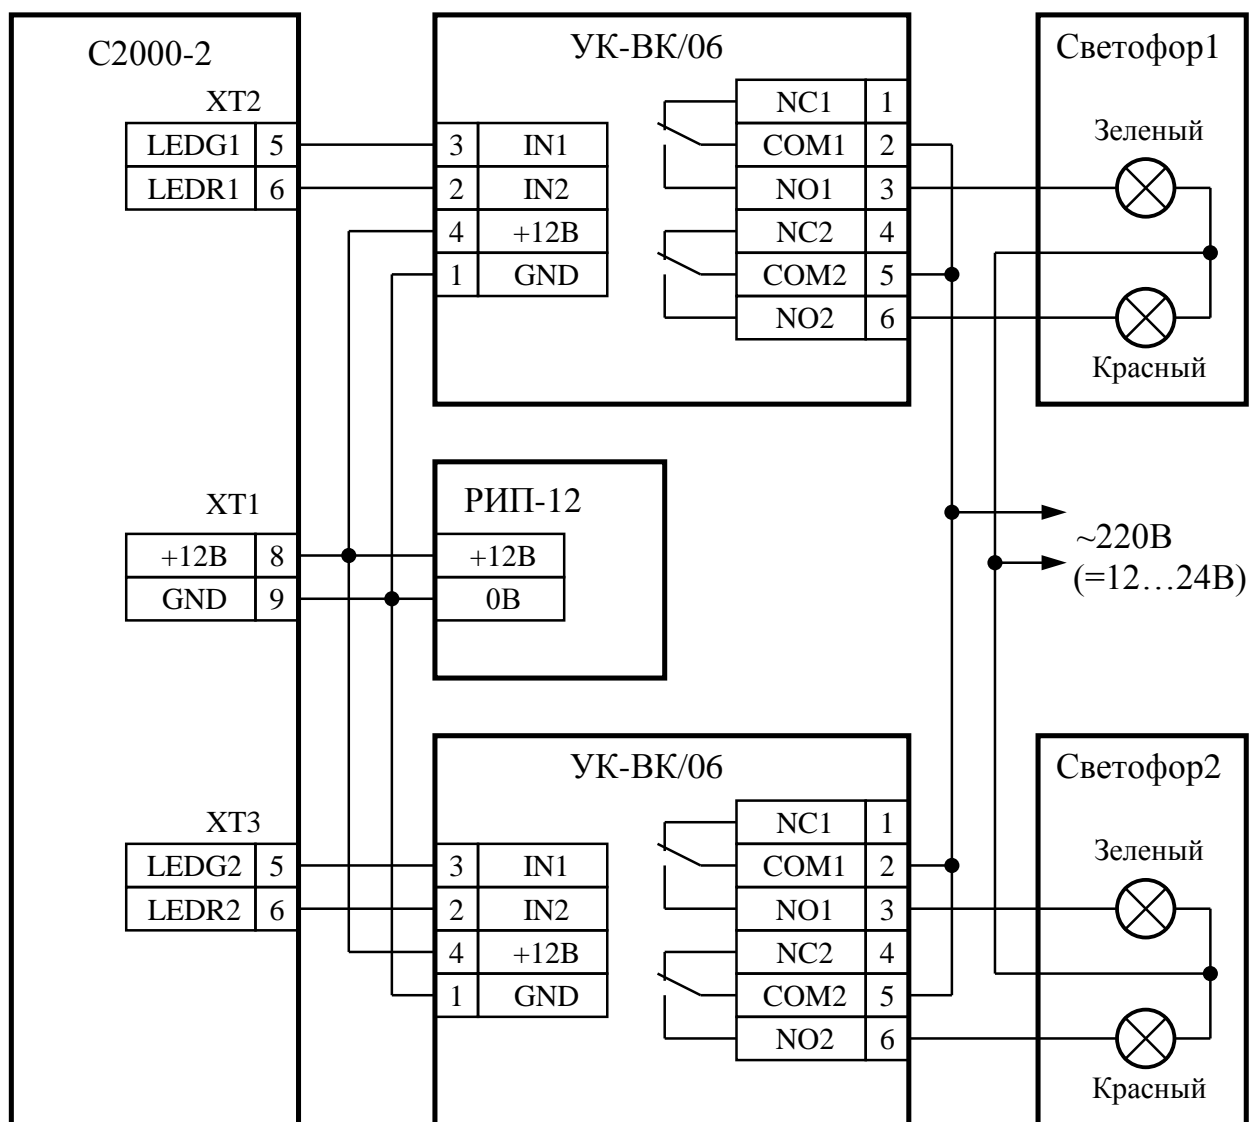 С2000-2
XT2
LEDG1 5
LEDR1 6
XT1
+12В 8
GND 9
XT3
LEDG2 5
LEDR2 6
УК-ВК/06
3 IN1
2 IN2
4 +12В
1 GND
NC1 1
COM1 2
NO1 3
NC2 4
COM2 5
NO2 6
Светофор1
Зеленый
Красный
РИП-12
+12В
0В
~220В
(=12…24В)
УК-ВК/06
3 IN1
2 IN2
4 +12В
1 GND
NC1 1
COM1 2
NO1 3
NC2 4
COM2 5
NO2 6
Светофор2
Зеленый
Красный